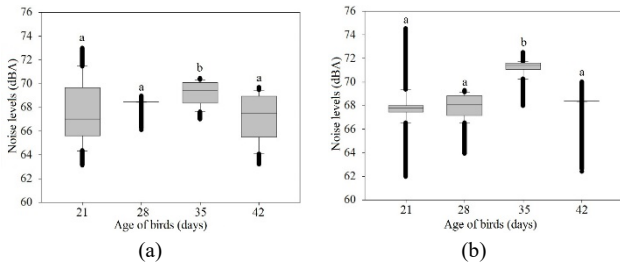 76
74
72
70
68
66
64
62
60
Noise levels (dBA)
a
a
b
a
21
28
35
42
Age of birds (days)
(a)
76
74
72
70
68
66
64
62
60
Noise levels (dBA)
a
a
b
a
21
28
35
42
Age of birds (days)
(b)